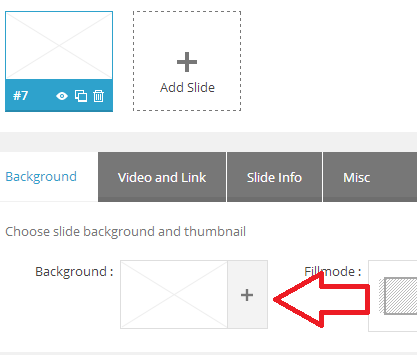 #7
Add Slide
Background
Video and Link
Slide Info
Misc
Choose slide background and thumbnail
Background :
Fillmode :